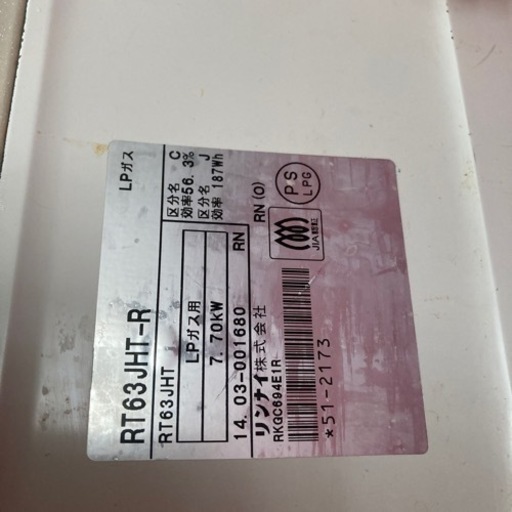 RT63JHT-R LPガス
RT63JHT 区分名 C
効率56.3%
区分名 J
効率 187Wh
LPガス用
7.70KW
14.03-001680 RN RN(O)
PS
LPG
リンナイ株式会社
JIA認証
RKGC694E1R
*51-2173